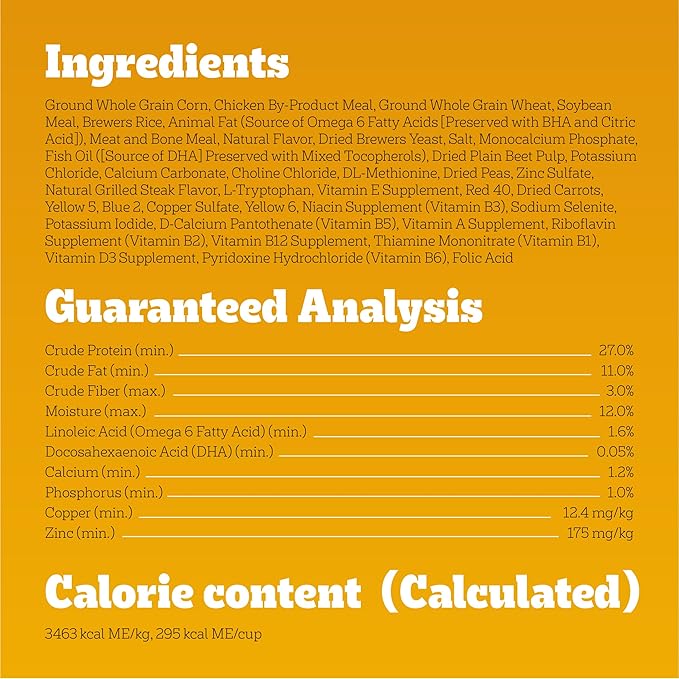 Ingredients
Ground Whole Grain Corn, Chicken By-Product Meal, Ground Whole Grain Wheat, Soybean
Meal, Brewers Rice, Animal Fat (Source of Omega 6 Fatty Acids [Preserved with BHA and Citric
Acid]), Meat and Bone Meal, Natural Flavor, Dried Brewers Yeast, Salt, Monocalcium Phosphate,
Fish Oil ([Source of DHA] Preserved with Mixed Tocopherols), Dried Plain Beet Pulp, Potassium
Chloride, Calcium Carbonate, Choline Chloride, DL-Methionine, Dried Peas, Zinc Sulfate,
Natural Grilled Steak Flavor, L-Tryptophan, Vitamin E Supplement, Red 40, Dried Carrots,
Yellow 5, Blue 2, Copper Sulfate, Yellow 6, Niacin Supplement (Vitamin B3), Sodium Selenite,
Potassium Iodide, D-Calcium Pantothenate (Vitamin B5), Vitamin A Supplement, Riboflavin
Supplement (Vitamin B2), Vitamin B12 Supplement, Thiamine Mononitrate (Vitamin B1),
Vitamin D3 Supplement, Pyridoxine Hydrochloride (Vitamin B6), Folic Acid
Guaranteed Analysis
Crude Protein (min.) 27.0%
Crude Fat (min.) 11.0%
Crude Fiber (max.) 3.0%
Moisture (max.) 12.0%
Linoleic Acid (Omega 6 Fatty Acid) (min.) 1.6%
Docosahexaenoic Acid (DHA) (min.) 0.05%
Calcium (min.) 1.2%
Phosphorus (min.) 1.0%
Copper (min.) 12.4 mg/kg
Zinc (min.) 175 mg/kg
Calorie content (Calculated)
3463 kcal ME/kg, 295 kcal ME/cup